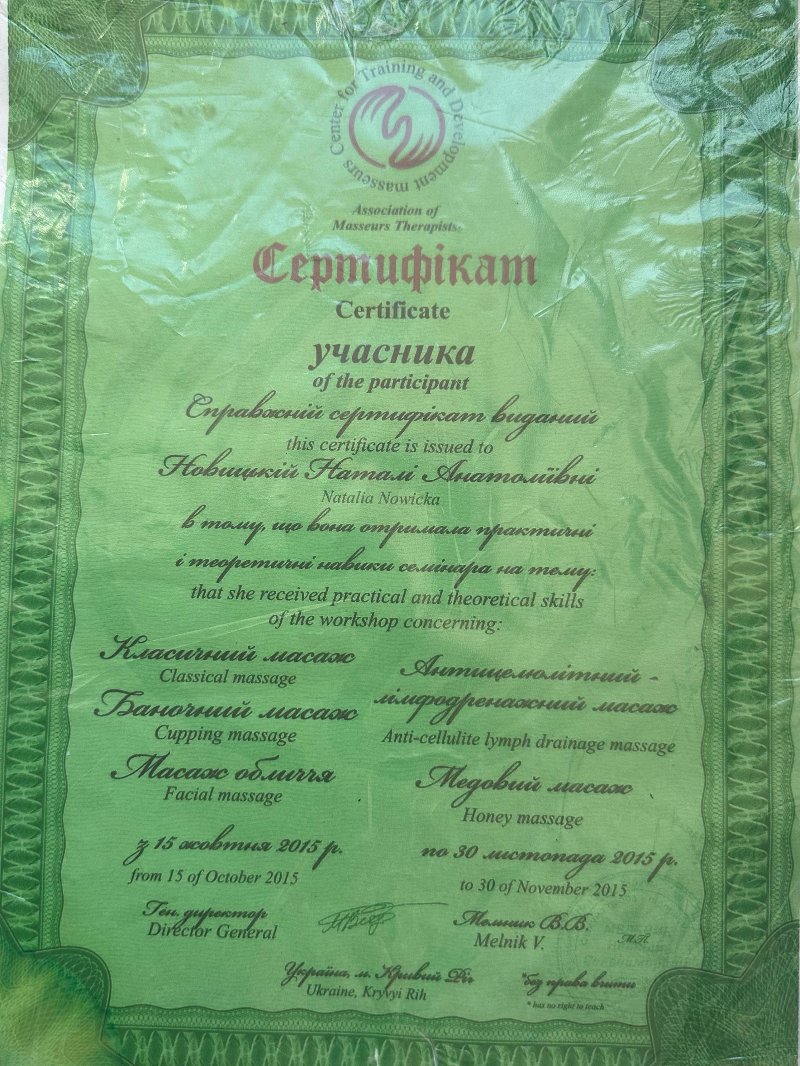 Center for Training and Development masseurs
Association of
Masseurs Therapists
Сертифікат
Certificate
учасника
of the participant
Справжній сертифікат виданий
this certificate is issued to
Новицькій Наталі Анатоліївні
Natalia Nowicka
в тому, що вона отримала практичні
і теоретичні навики семінара на тему:
that she received practical and theoretical skills
of the workshop concerning:
Класичний масаж
Classical massage
Баночний масаж
Cupping massage
Масаж обличчя
Facial massage
Антицелюлітний -
лімфодренажний масаж
Anti-cellulite lymph drainage massage
Медовий масаж
Honey massage
з 15 жовтня 2015 р.
from 15 of October 2015
по 30 листопада 2015 р.
to 30 of November 2015
Ген. директор
Director General
Мельник В.В.
Melnik V.
М.П.
Україна, м. Кривий Ріг
Ukraine, Kryvyi Rih
*без права вчити
* has no right to teach